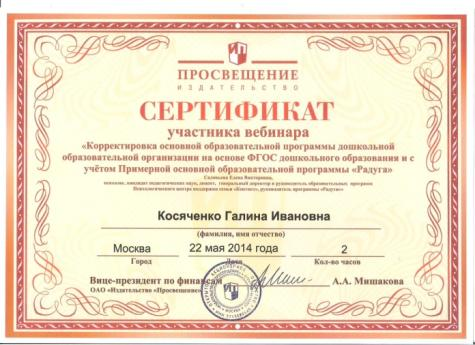 ИП
ПРОСВЕЩЕНИЕ
ИЗДАТЕЛЬСТВО
СЕРТИФИКАТ
участника вебинара
«Корректировка основной образовательной программы дошкольной
образовательной организации на основе ФГОС дошкольного образования и с
учётом Примерной основной образовательной программы «Радуга»
Соловьева Елена Викторовна,
психолог, кандидат педагогических наук, доцент, генеральный директор и руководитель образовательных программ
Психологического центра поддержки семьи «Контакт», руководитель программы «Радуга»
Косяченко Галина Ивановна
(фамилия, имя отчество)
Москва 22 мая 2014 года 2
Город Дата Кол-во часов
Вице-президент по финансам А.А. Мишакова
ОАО «Издательство «Просвещение»